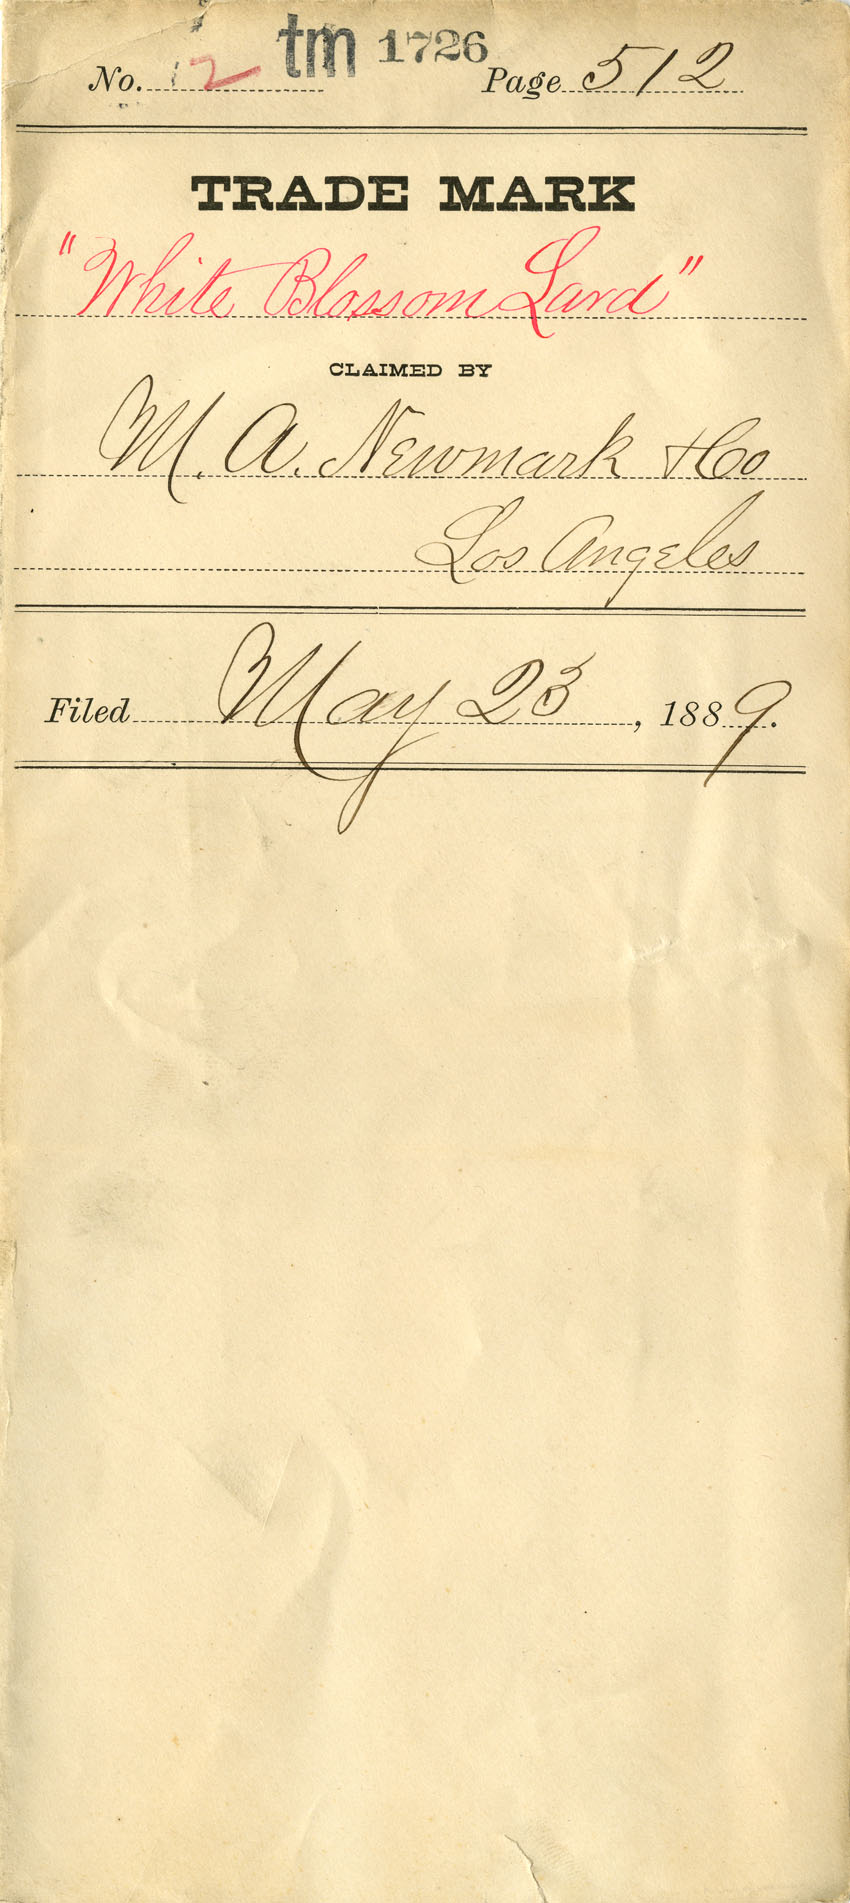 No. 2 tm 1726 Page 512
TRADE MARK
"White Blossom Lard"
CLAIMED BY
M. A. Newmark & Co
Los Angeles
Filed May 23, 1889.